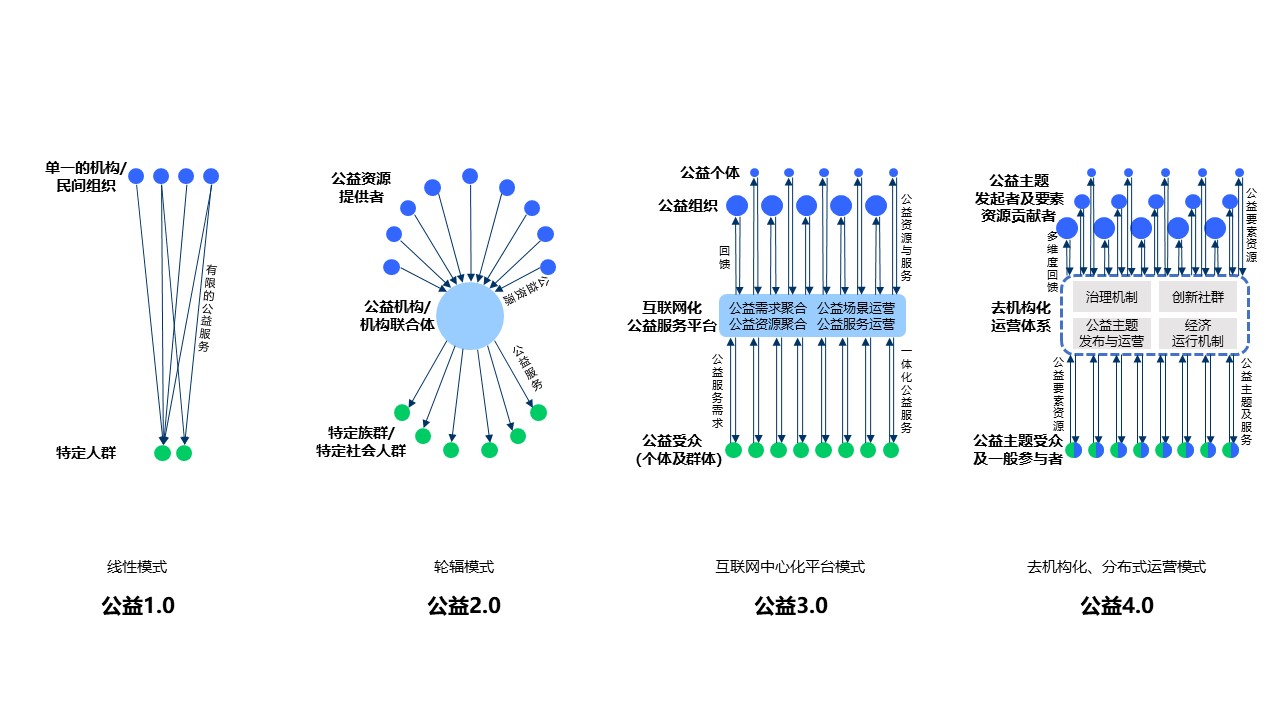 单一的机构/
民间组织
有限的公益服务
特定人群
线性模式
公益1.0
公益资源
提供者
公益资源
公益机构/
机构联合体
公益服务
特定族群/
特定社会人群
轮辐模式
公益2.0
公益个体
公益组织
公益资源与服务
回馈
互联网化
公益服务平台
公益需求聚合 公益场景运营
公益资源聚合 公益服务运营
公益服务需求
一体化公益服务
公益受众
(个体及群体)
互联网中心化平台模式
公益3.0
公益主题
发起者及要素
资源贡献者
公益要素资源
多维度回馈
去机构化
运营体系
治理机制
创新社群
公益主题
发布与运营
经济
运行机制
公益要素资源
公益主题及服务
公益主题受众
及一般参与者
去机构化、分布式运营模式
公益4.0